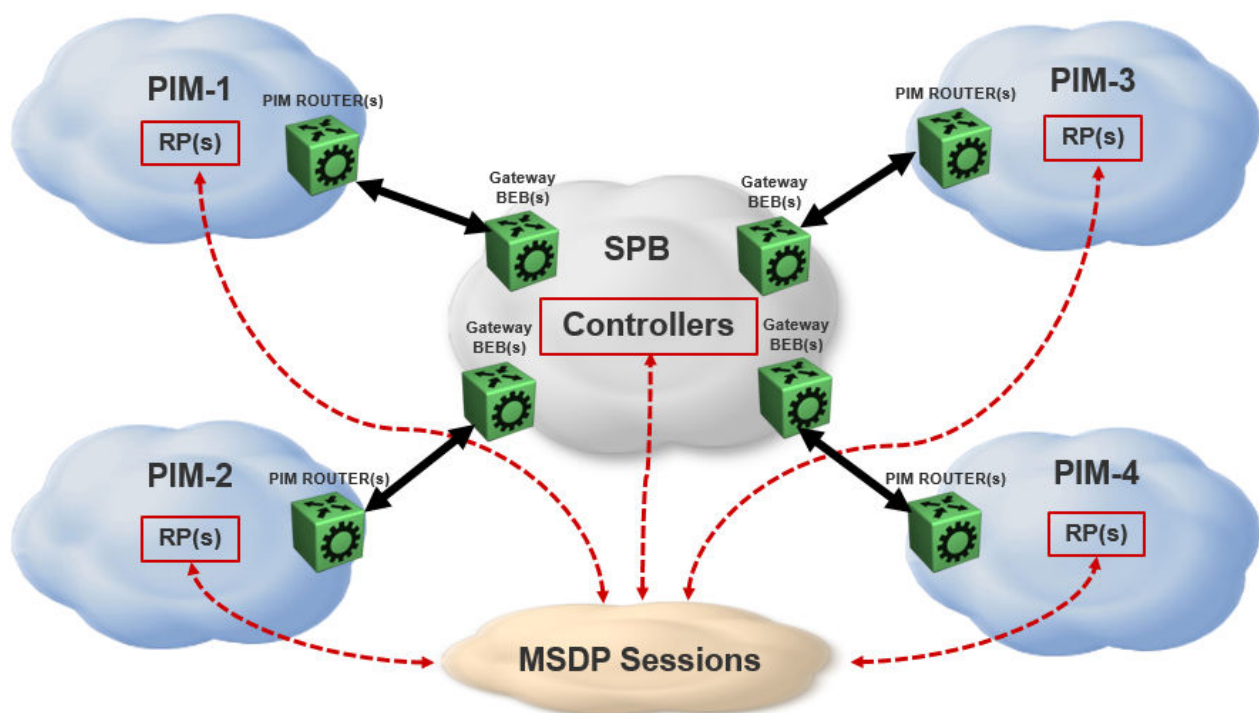 PIM-1
PIM ROUTER(s)
RP(s)
PIM-3
PIM ROUTER(s)
RP(s)
Gateway
BEB(s)
Gateway
BEB(s)
SPB
Controllers
Gateway
BEB(s)
Gateway
BEB(s)
PIM-2
PIM ROUTER(s)
RP(s)
PIM-4
PIM ROUTER(s)
RP(s)
MSDP Sessions